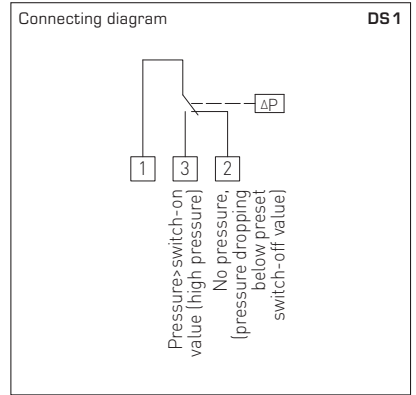 Connecting diagram
DS1
ΔP
1
3
2
Pressure>switch-on
value (high pressure)
No pressure,
(pressure dropping
below preset
switch-off value)